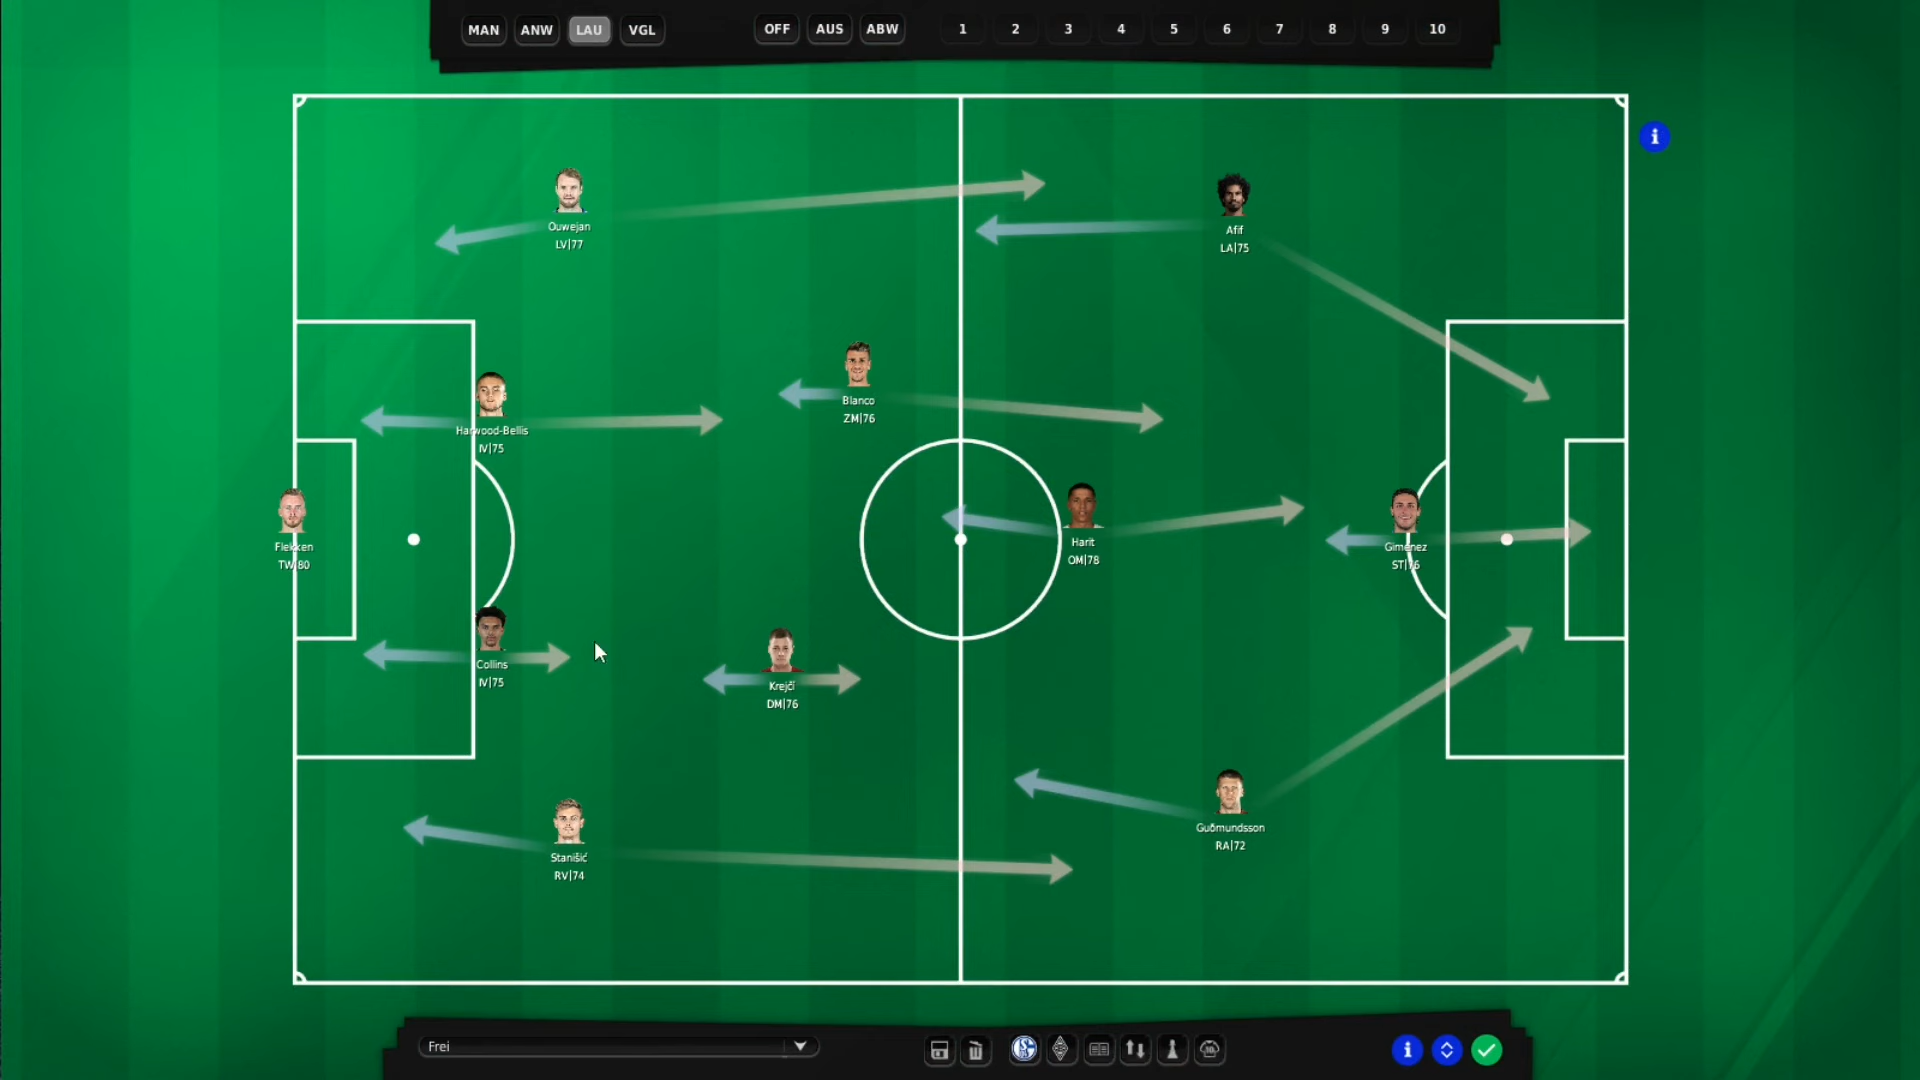 MAN ANW LAU VGL OFF AUS ABW 1 2 3 4 5 6 7 8 9 10
Ouwejan
LV|77
Afif
LA|75
Blanco
ZM|76
Harwood-Bellis
IV|75
Flekken
TW|80
Harit
OM|78
Giménez
ST|76
Collins
IV|75
Krejčí
DM|76
Guðmundsson
RA|72
Stanišić
RV|74
Frei